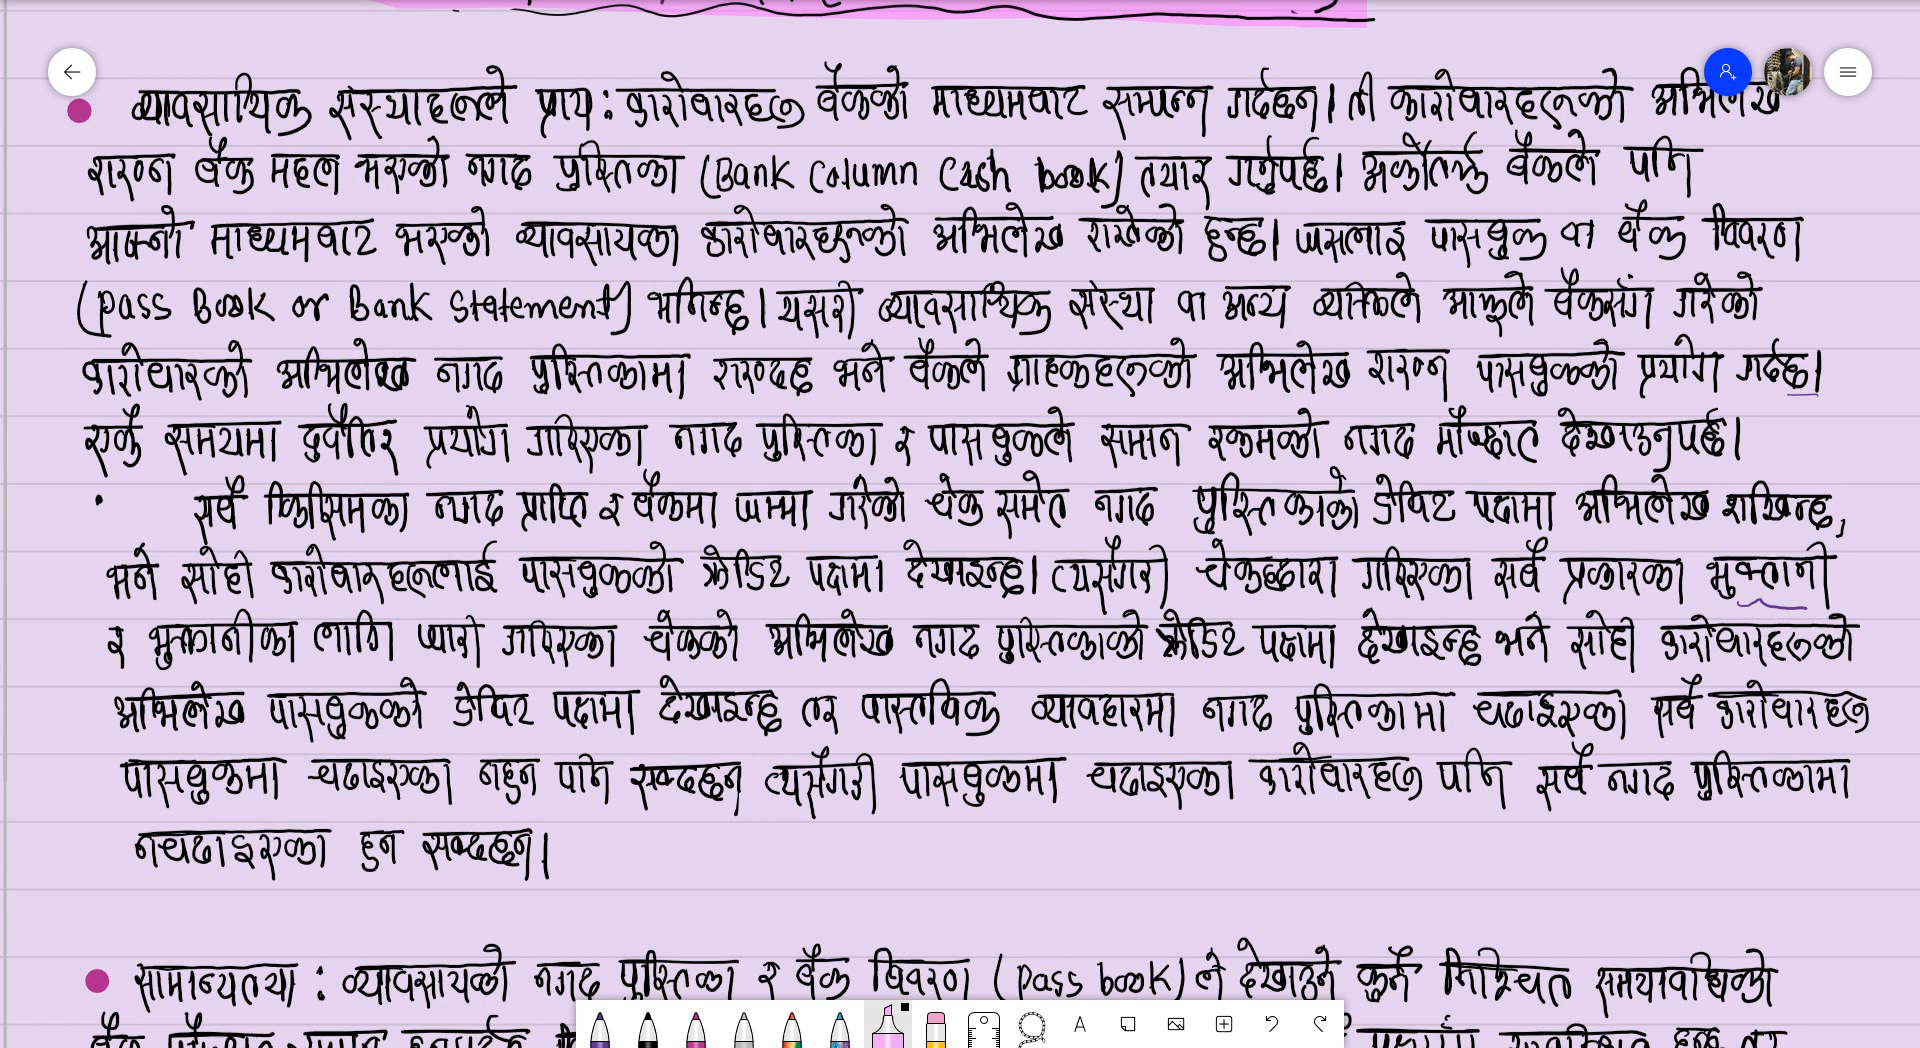 व्यावसायिक संस्थाहरुले प्राय: कारोबारहरु बैंकको माध्यमबाट सम्पन्न गर्दछन्। ती कारोबारहरुको अभिलेख
राख्न बैंक महल भएको नगद पुस्तिका (Bank Column Cash book) तयार गर्नुपर्छ। अर्कोतर्फ बैंकले पनि
आफ्नो माध्यमबाट भएको व्यावसायका कारोबारहरुको अभिलेख राखेको हुन्छ। जसलाइ पासबुक वा बैंक विवरण
(Pass Book or Bank Statement) भनिन्छ। यसरी व्यावसायिक संस्था वा अन्य व्यक्तिले आफुले बैंकसंग गरेको
कारोबारको अभिलेख नगद पुस्तिकामा राख्दछ भने बैंकले ग्राहकहरुको अभिलेख राख्न पासबुकको प्रयोग गर्दछ।
एकै समयमा दुवैतिर प्रयोग गरिएका नगद पुस्तिका र पासबुकले समान रकमको नगद मौज्दात देखाउनुपर्छ।
सबै किसिमका नगद प्राप्ति र बैंकमा जम्मा गरेको चेक समेत नगद पुस्तिकाको डेविट पक्षमा अभिलेख राखिन्छ,
भने सोही कारोबारहरुलाई पासबुकको क्रेडिट पक्षमा देखाइन्छ। त्यसैगरी चेकद्वारा गरिएका सबै प्रकारका भुक्तानी
र भुक्तानीका लागि जारी गरिएका चेकको अभिलेख नगद पुस्तिकाको क्रेडिट पक्षमा देखाइन्छ भने सोही कारोबारहरुको
अभिलेख पासबुकको डेविट पक्षमा देखाइन्छ तर वास्तविक व्यावहारमा नगद पुस्तिकामा चढाइएका सबै कारोबारहरु
पासबुकमा चढाइएका नहुन पनि सक्दछन् त्यसैगरी पासबुकमा चढाइएका कारोबारहरु पनि सबै नगद पुस्तिकामा
नचढाइएका हुन सक्दछन्।
सामान्यतया : व्यावसायको नगद पुस्तिका र बैंक विवरण (Pass book) ले देखाउने कुनै निश्चित समयावधिको